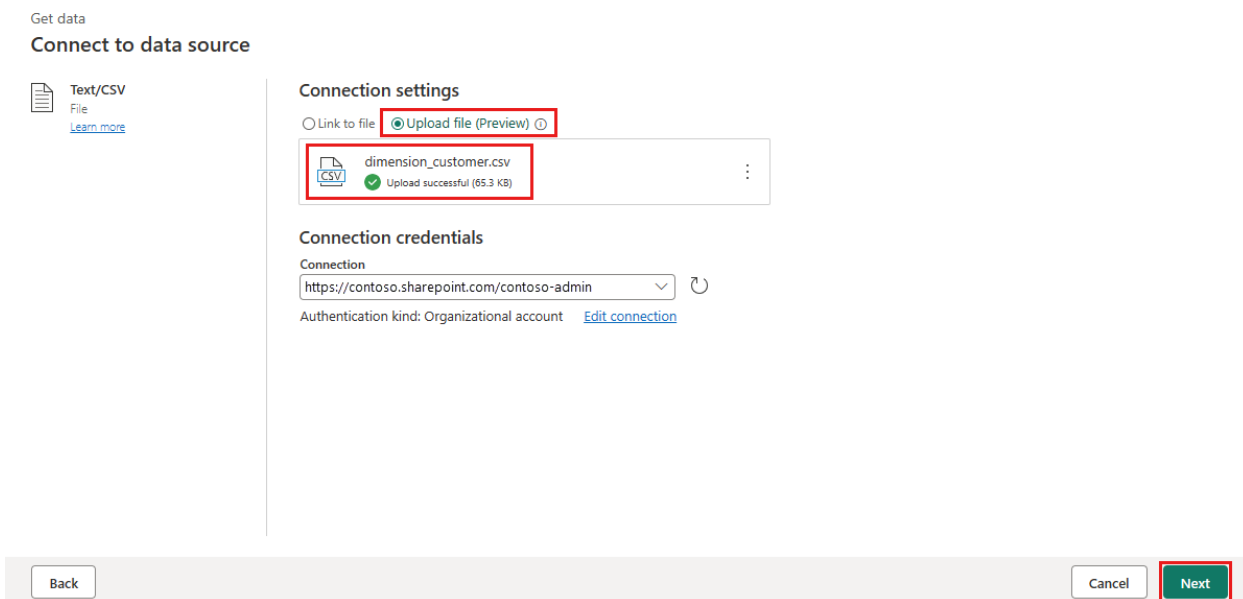 Get data
Connect to data source
Text/CSV
File
Learn more
Connection settings
Link to file Upload file (Preview)
CSV
dimension_customer.csv
Upload successful (65.3 KB)
Connection credentials
Connection
https://contoso.sharepoint.com/contoso-admin
Authentication kind: Organizational account Edit connection
Back Cancel Next